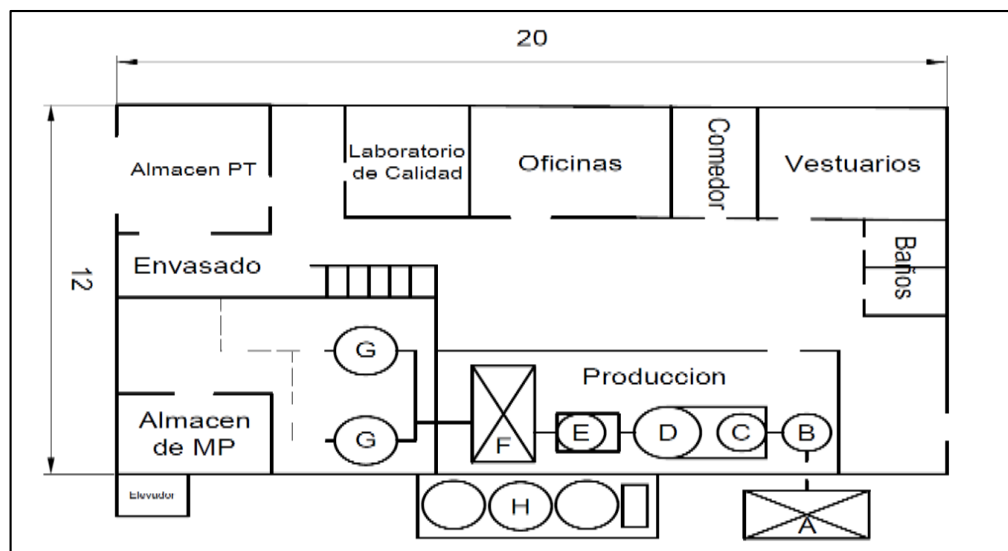 20
Almacen PT
Laboratorio
de Calidad
Oficinas
Comedor
Vestuarios
12
Envasado
Baños
G
Produccion
Almacen
de MP
G
F
E
D
C
B
Elevador
H
A